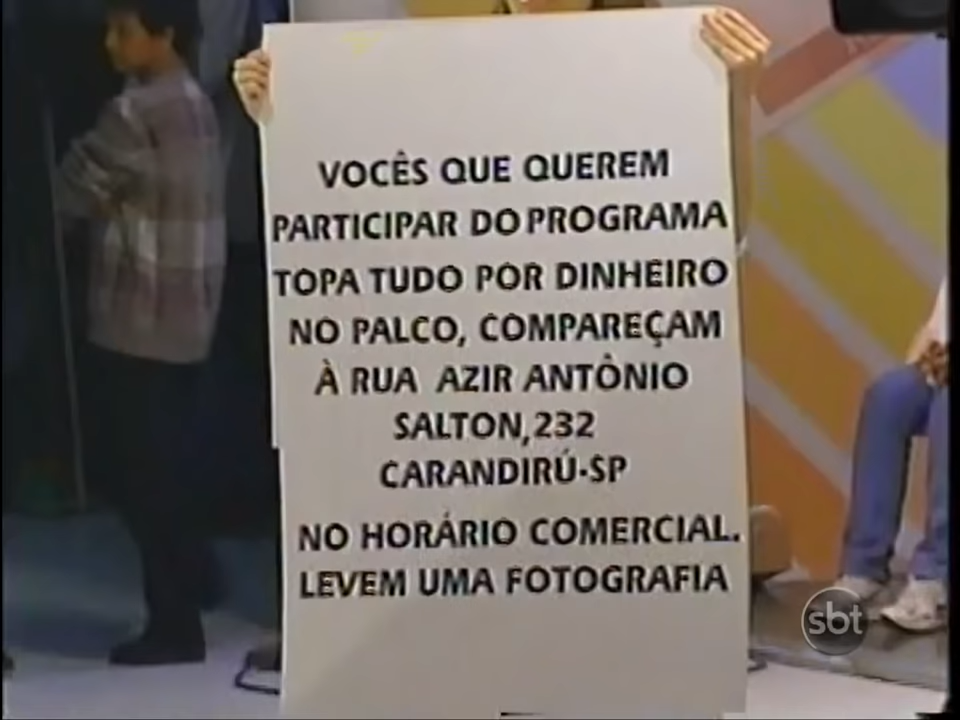 VOCÊS QUE QUEREM
PARTICIPAR DO PROGRAMA
TOPA TUDO POR DINHEIRO
NO PALCO, COMPAREÇAM
À RUA AZIR ANTÔNIO
SALTON,232
CARANDIRÚ-SP
NO HORÁRIO COMERCIAL.
LEVEM UMA FOTOGRAFIA
sbt